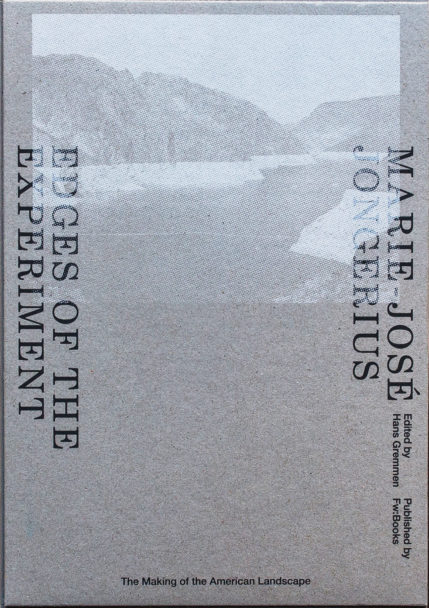 MARIE JOSÉ
JONGERIUS
EDGES OF THE
EXPERIMENT
Edited by
Hans Gremmen
Published by
Fw:Books
The Making of the American Landscape